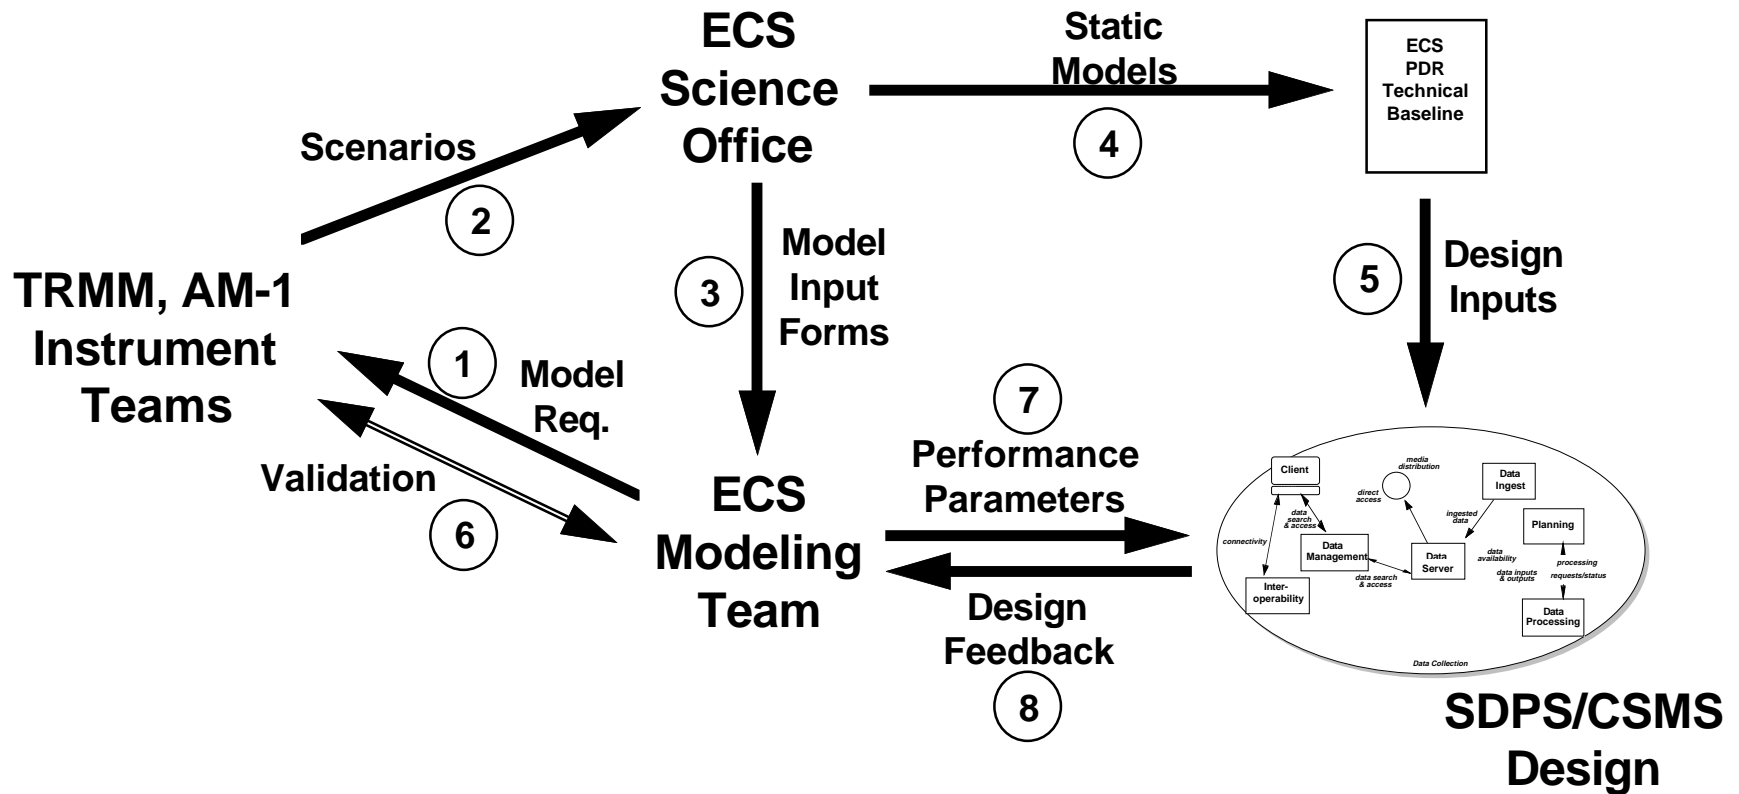 ECS
Science
Office
Static
Models
4
ECS
PDR
Technical
Baseline
Scenarios
2
TRMM, AM-1
Instrument
Teams
3
Model
Input
Forms
5
Design
Inputs
1
Model
Req.
Validation
6
ECS
Modeling
Team
7
Performance
Parameters
Design
Feedback
8
Client
media
distribution
direct
access
Data
Ingest
data
search
& access
ingested
data
Planning
connectivity
Data
Management
Data
Server
data
availability
processing
requests/status
data inputs
& outputs
data search
& access
Inter-
operability
Data
Processing
Data Collection
SDPS/CSMS
Design